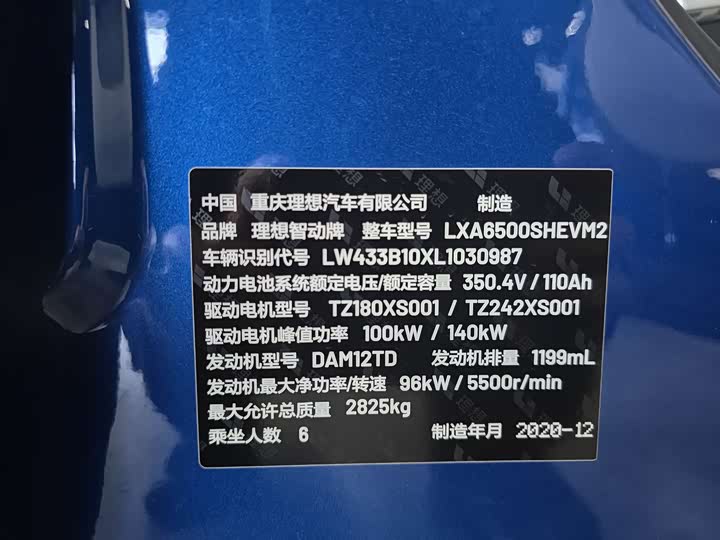 中国 重庆理想汽车有限公司 制造
品牌 理想智动牌 整车型号 LXA6500SHEVM2
车辆识别代号 LW433B10XL1030987
动力电池系统额定电压/额定容量 350.4V / 110Ah
驱动电机型号 TZ180XS001 / TZ242XS001
驱动电机峰值功率 100kW / 140kW
发动机型号 DAM12TD 发动机排量 1199mL
发动机最大净功率/转速 96kW / 5500r/min
最大允许总质量 2825kg
乘坐人数 6 制造年月 2020-12